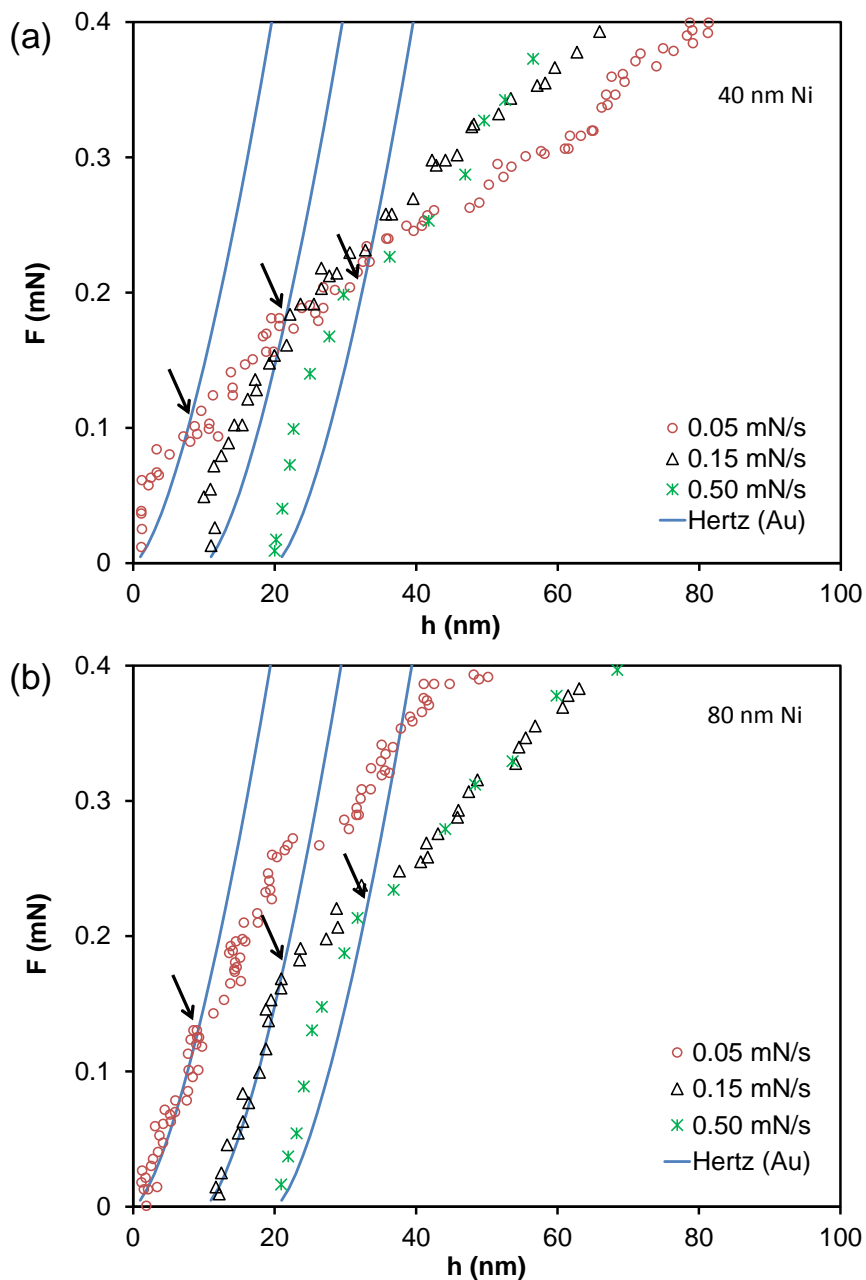 (a)
0.4
40 nm Ni
0.3
F (mN)
0.2
0.1
0.05 mN/s
0.15 mN/s
0.50 mN/s
Hertz (Au)
0
0 20 40 60 80 100
h (nm)
(b)
0.4
80 nm Ni
0.3
F (mN)
0.2
0.1
0.05 mN/s
0.15 mN/s
0.50 mN/s
Hertz (Au)
0
0 20 40 60 80 100
h (nm)